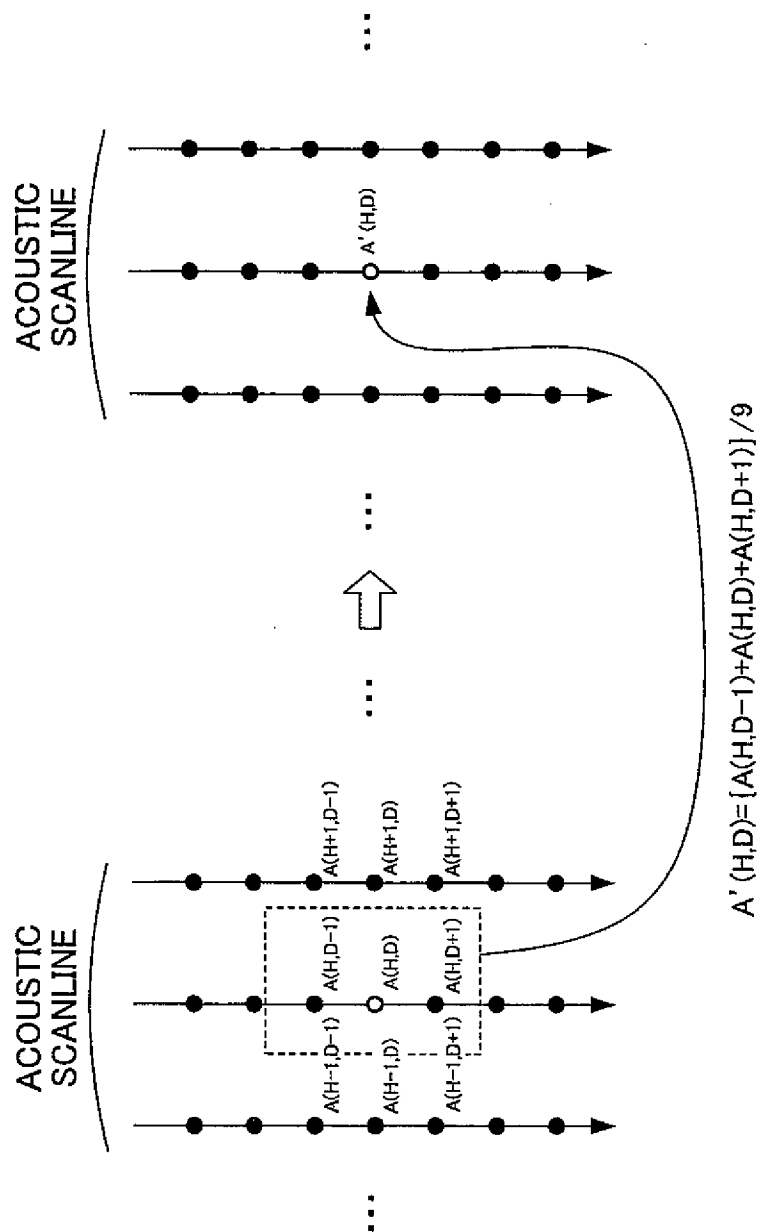 ACOUSTIC
SCANLINE
A(H-1,D-1)
A(H,D-1)
A(H+1,D-1)
A(H-1,D)
A(H,D)
A(H+1,D)
A(H-1,D+1)
A(H,D+1)
A(H+1,D+1)
ACOUSTIC
SCANLINE
A'(H,D)
A'(H,D)={A(H,D-1)+A(H,D)+A(H,D+1)}/9